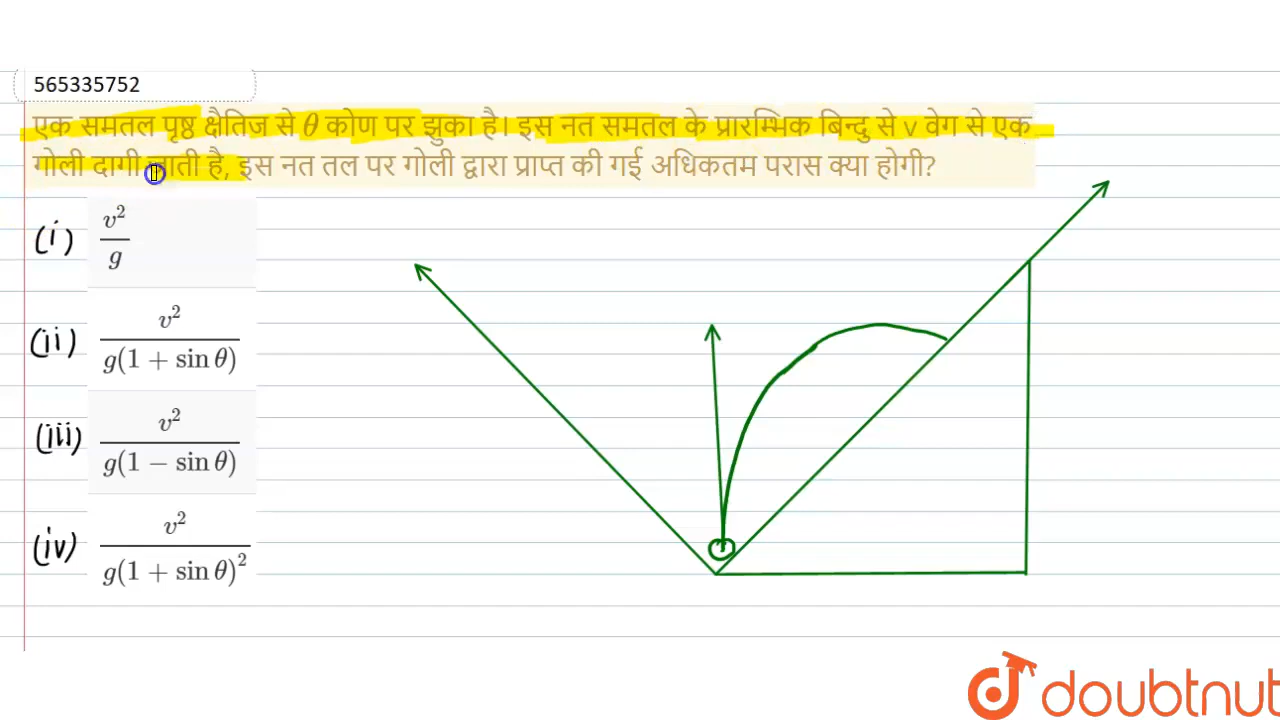 565335752
एक समतल पृष्ठ क्षैतिज से θ कोण पर झुका है। इस नत समतल के प्रारम्भिक बिन्दु से v वेग से एक
गोली दागी जाती है, इस नत तल पर गोली द्वारा प्राप्त की गई अधिकतम परास क्या होगी?
(i) v²/g
(ii) v²/g(1 + sin θ)
(iii) v²/g(1 − sin θ)
(iv) v²/g(1 + sin θ)²
doubtnut